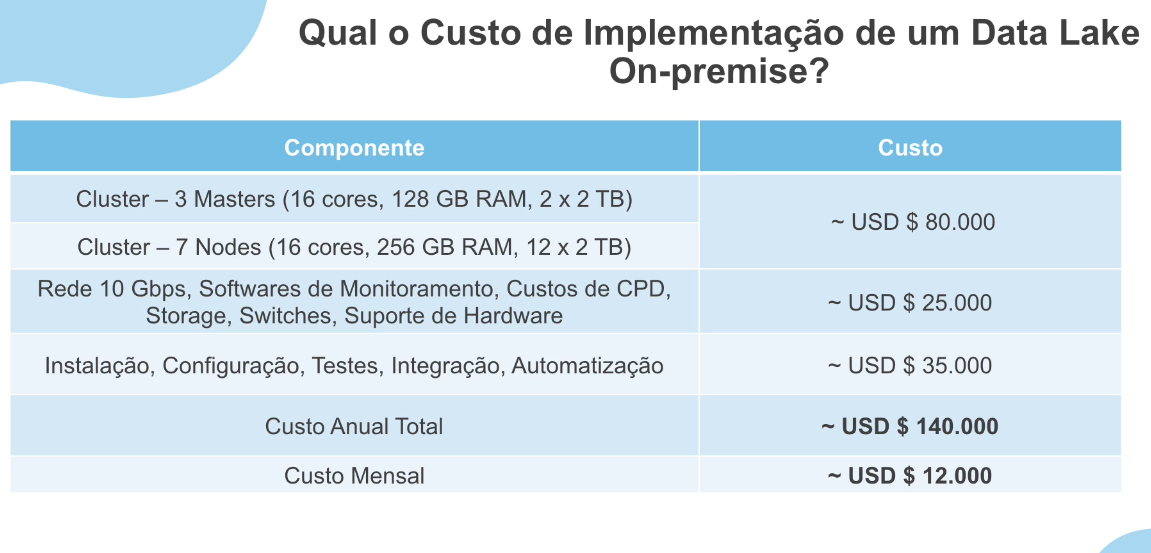 Qual o Custo de Implementação de um Data Lake
On-premise?
Componente
Custo
Cluster – 3 Masters (16 cores, 128 GB RAM, 2 x 2 TB)
~ USD $ 80.000
Cluster – 7 Nodes (16 cores, 256 GB RAM, 12 x 2 TB)
Rede 10 Gbps, Softwares de Monitoramento, Custos de CPD,
Storage, Switches, Suporte de Hardware
~ USD $ 25.000
Instalação, Configuração, Testes, Integração, Automatização
~ USD $ 35.000
Custo Anual Total
~ USD $ 140.000
Custo Mensal
~ USD $ 12.000